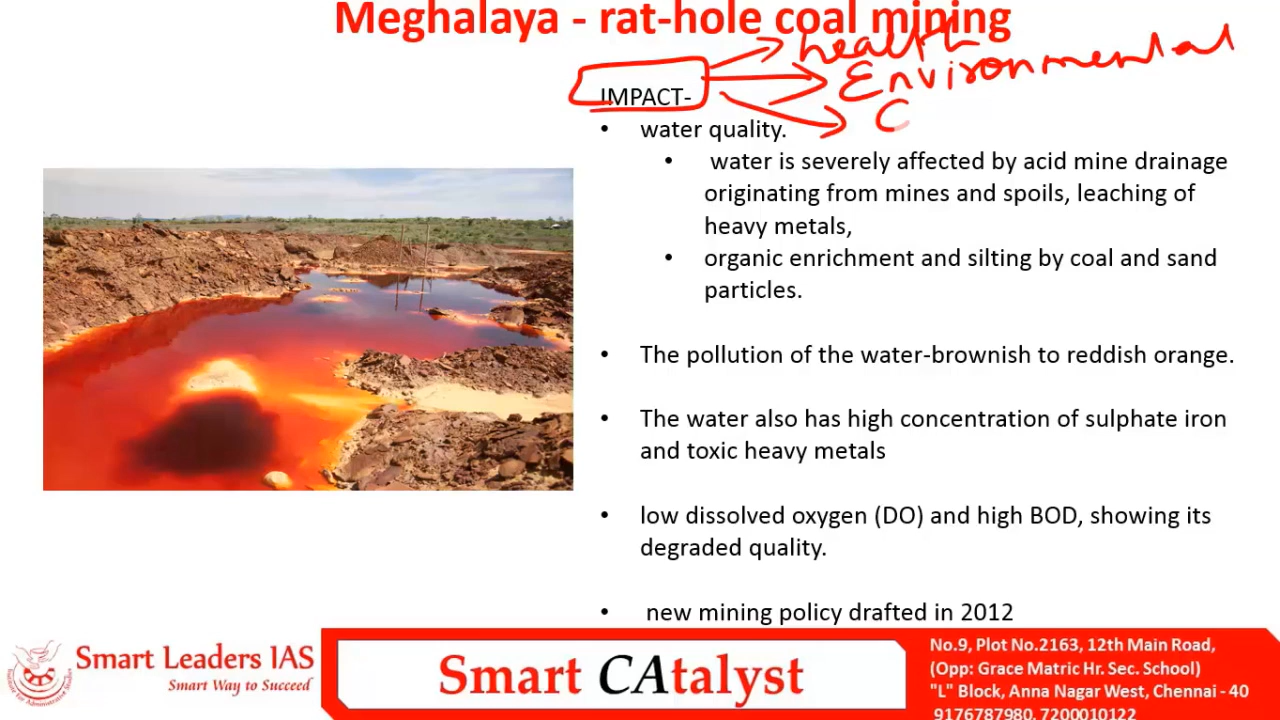 Meghalaya - rat-hole coal mining
health
Environmental
C
IMPACT-
• water quality.
• water is severely affected by acid mine drainage
originating from mines and spoils, leaching of
heavy metals,
• organic enrichment and silting by coal and sand
particles.
• The pollution of the water-brownish to reddish orange.
• The water also has high concentration of sulphate iron
and toxic heavy metals
• low dissolved oxygen (DO) and high BOD, showing its
degraded quality.
• new mining policy drafted in 2012
Smart Leaders IAS
Smart Way to Succeed
Smart CAtalyst
No.9, Plot No.2163, 12th Main Road,
(Opp: Grace Matric Hr. Sec. School)
"L" Block, Anna Nagar West, Chennai - 40
9176787980, 7200010122